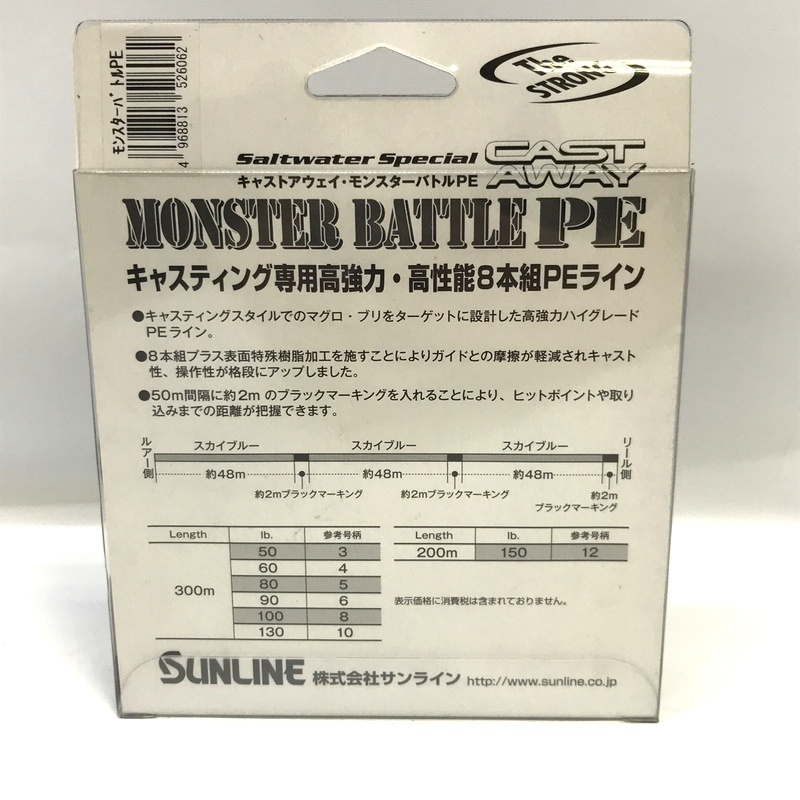 モンスターバトルPE
4 968813 526062
The
STRONG
Saltwater Special CAST AWAY
キャストアウェイ・モンスターバトルPE
MONSTER BATTLE PE
キャスティング専用高強力・高性能8本組PEライン
●キャスティングスタイルでのマグロ・ブリをターゲットに設計した高強力ハイグレード
PEライン。
●8本組プラス表面特殊樹脂加工を施すことによりガイドとの摩擦が軽減されキャスト
性、操作性が格段にアップしました。
●50m間隔に約2mのブラックマーキングを入れることにより、ヒットポイントや取り
込みまでの距離が把握できます。
ルアー側 スカイブルー スカイブルー スカイブルー リール側
約48m 約48m 約48m
約2mブラックマーキング 約2mブラックマーキング 約2m
ブラックマーキング
Length lb. 参考号柄
300m
50 3
60 4
80 5
90 6
100 8
130 10
Length lb. 参考号柄
200m 150 12
表示価格に消費税は含まれておりません。
SUNLINE 株式会社サンライン http://www.sunline.co.jp